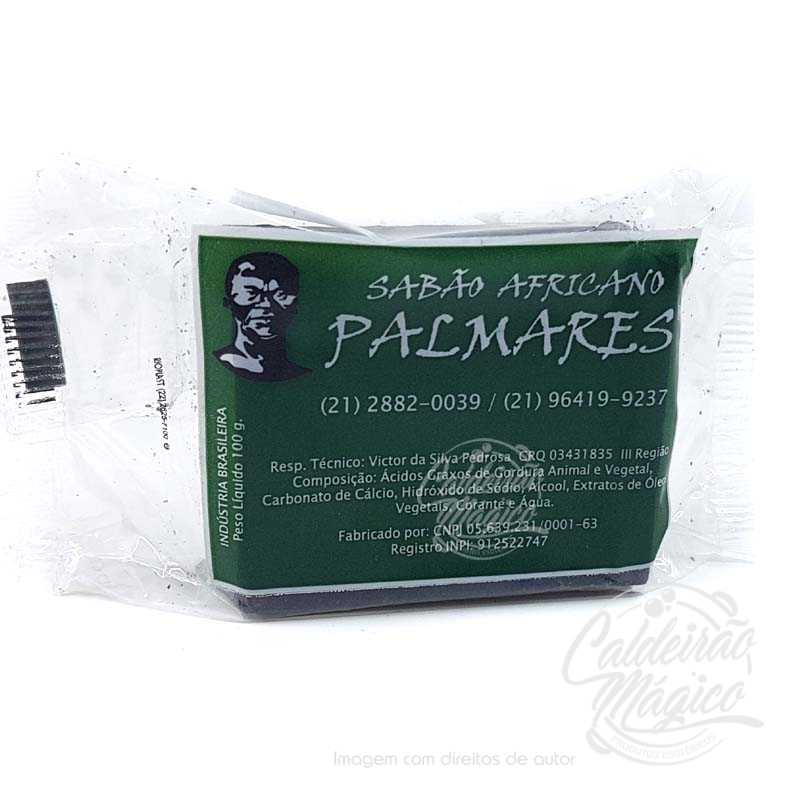 SABÃO AFRICANO
PALMARES
(21) 2882-0039 / (21) 96419-9237
Resp. Técnico: Victor da Silva Pedrosa CRQ 03431835 III Região
Composição: Ácidos Graxos de Gordura Animal e Vegetal,
Carbonato de Cálcio, Hidróxido de Sódio, Álcool, Extratos de Óleo
Vegetais, Corante e Água.
Fabricado por: CNPJ 05.639.231/0001-63
Registro INPI: 912522747
INDÚSTRIA BRASILEIRA
Peso Líquido 100 g.
Caldeirão
Mágico
Caldeirão
Mágico
Imagem com direitos de autor